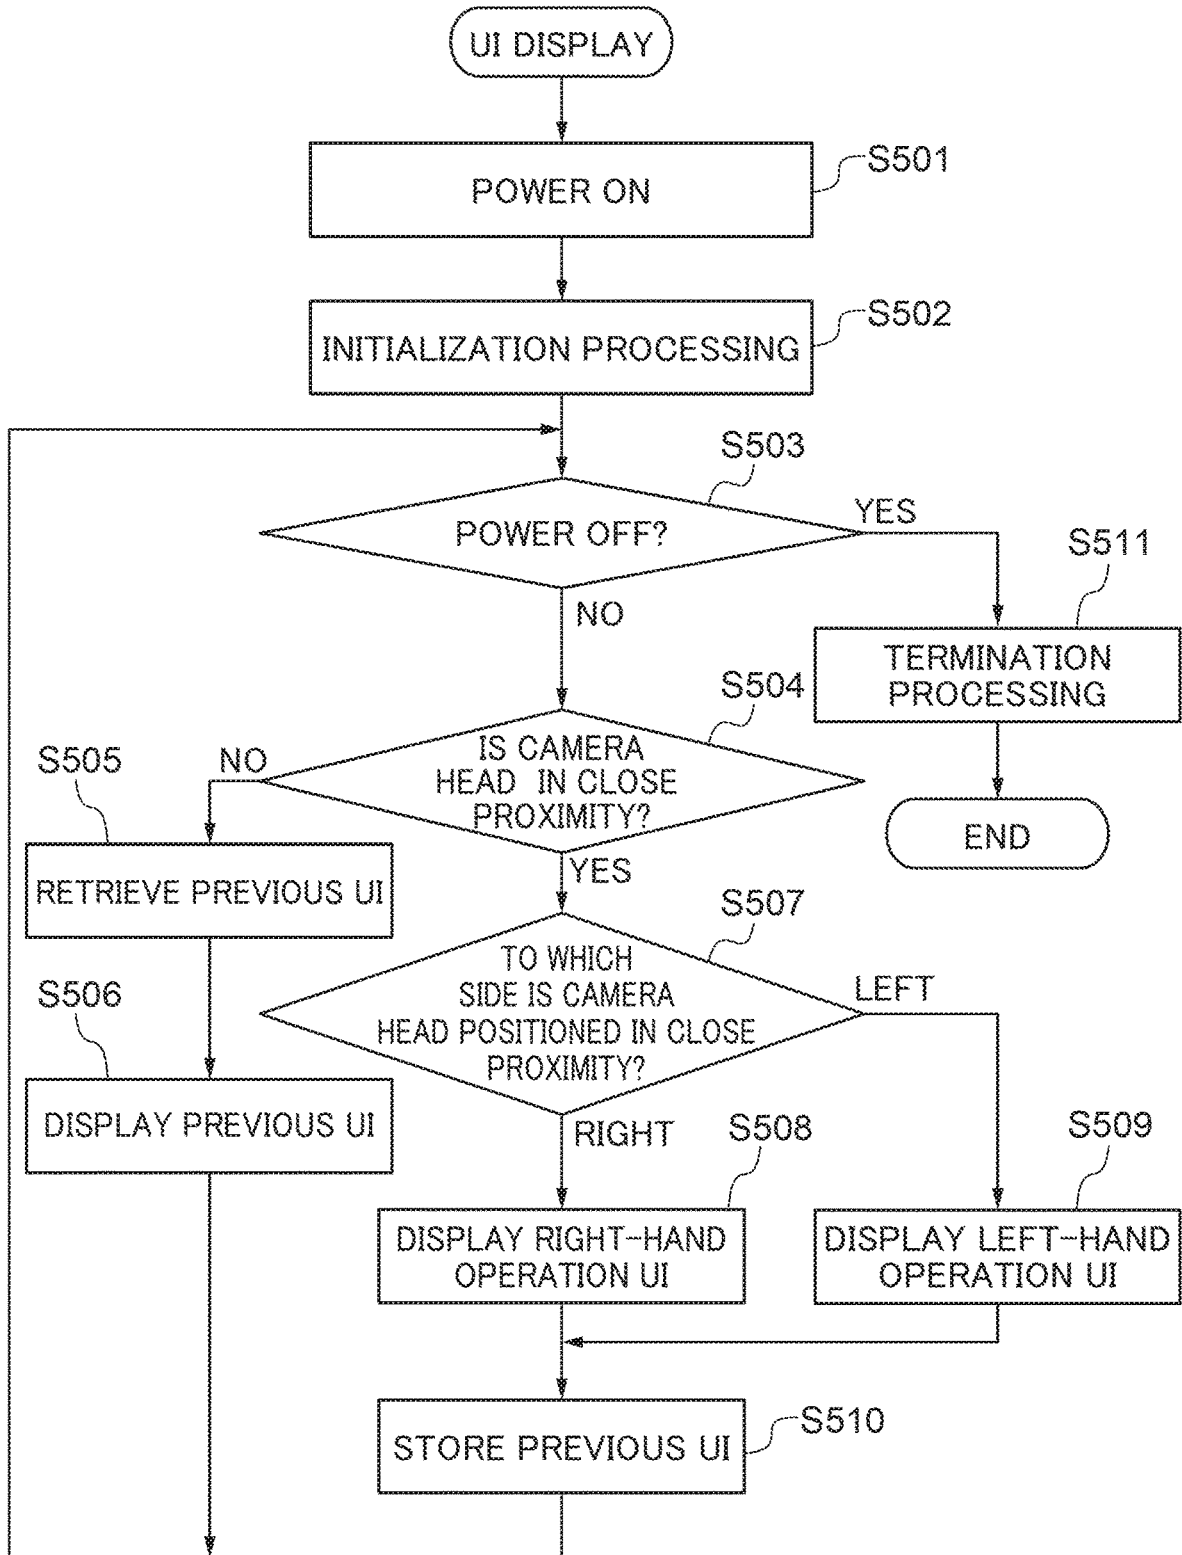 UI DISPLAY
S501
POWER ON
S502
INITIALIZATION PROCESSING
S503
POWER OFF?
YES
NO
S511
TERMINATION
PROCESSING
END
S504
IS CAMERA
HEAD IN CLOSE
PROXIMITY?
NO
YES
S505
RETRIEVE PREVIOUS UI
S506
DISPLAY PREVIOUS UI
S507
TO WHICH
SIDE IS CAMERA
HEAD POSITIONED IN CLOSE
PROXIMITY?
LEFT
RIGHT
S508
DISPLAY RIGHT-HAND
OPERATION UI
S509
DISPLAY LEFT-HAND
OPERATION UI
S510
STORE PREVIOUS UI